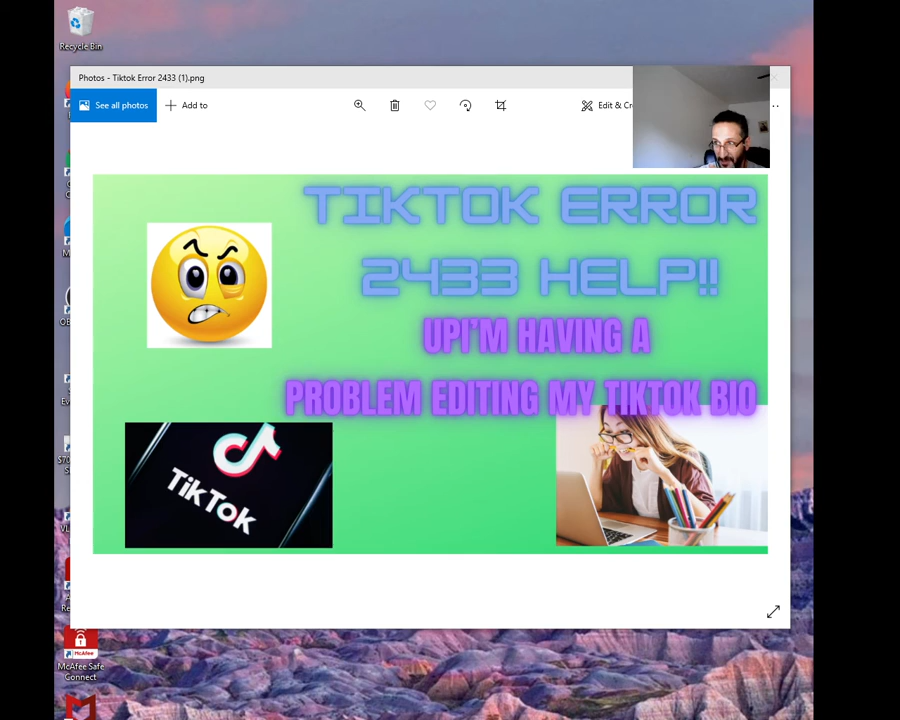 Recycle Bin
Photos - Tiktok Error 2433 (1).png
See all photos
Add to
Edit &
TIKTOK ERROR
2433 HELP!!
UPI'M HAVING A
PROBLEM EDITING MY TIKTOK BIO
TikTok
McAfee
McAfee Safe
Connect